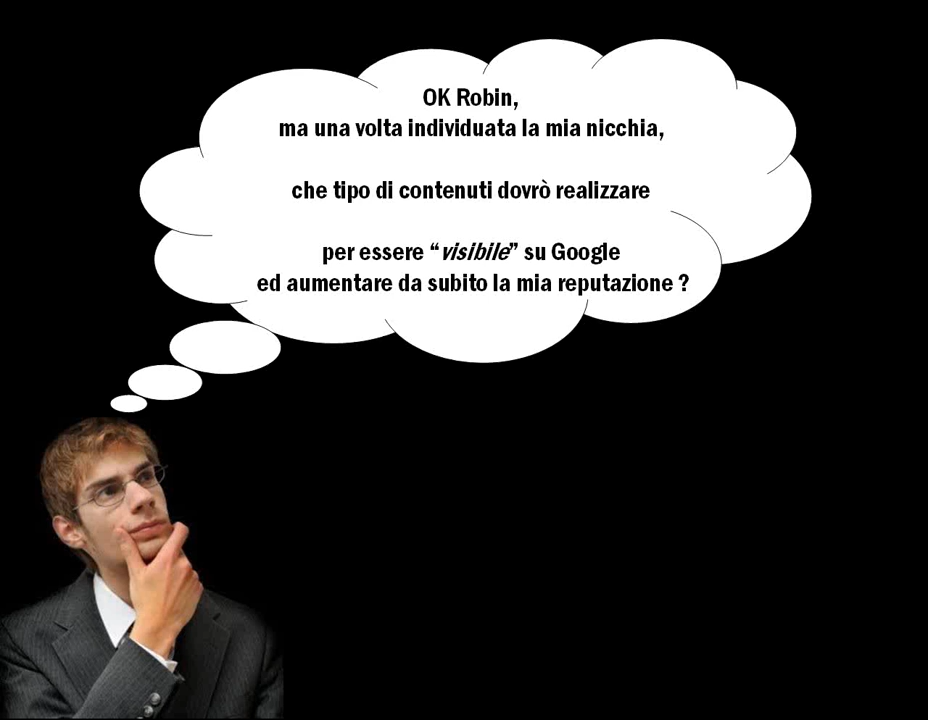 OK Robin,
ma una volta individuata la mia nicchia,
che tipo di contenuti dovrò realizzare
per essere “visibile” su Google
ed aumentare da subito la mia reputazione ?